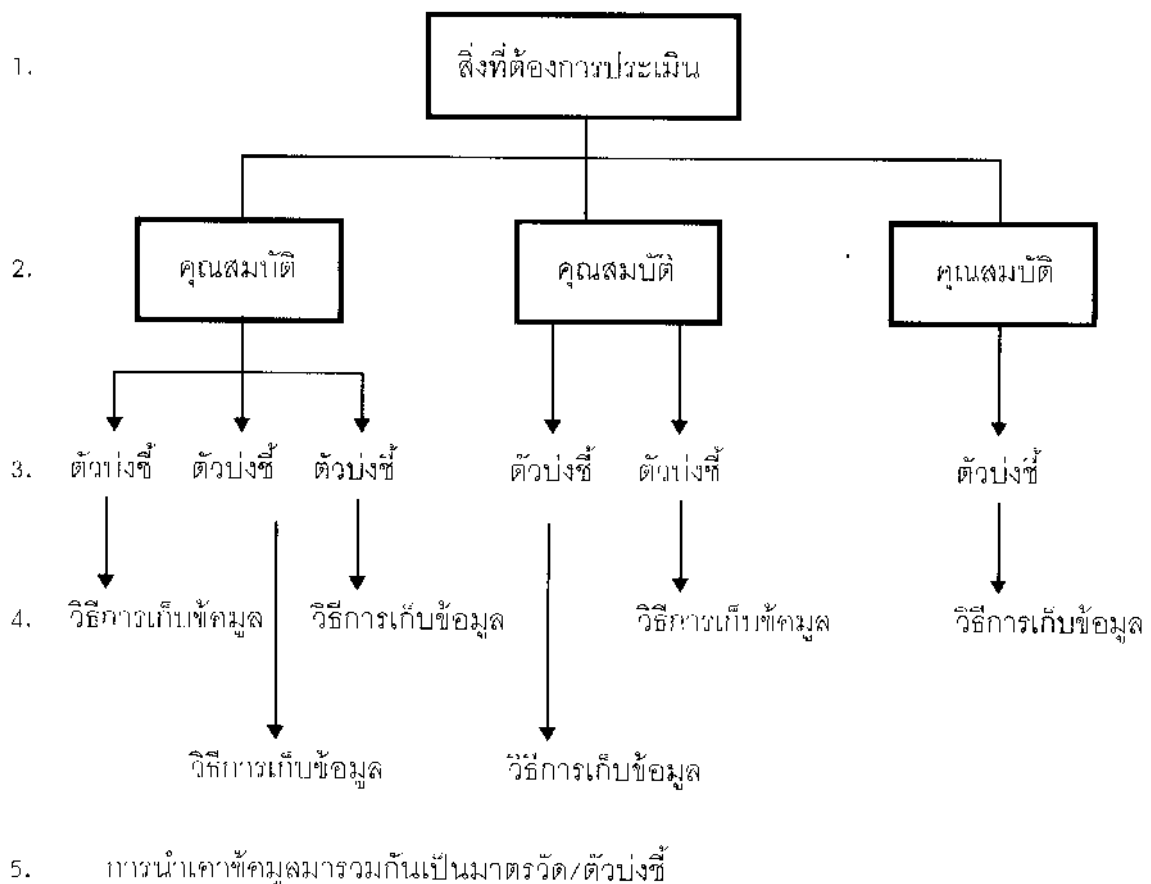 1. สิ่งที่ต้องการประเมิน
2. คุณสมบัติ คุณสมบัติ คุณสมบัติ
3. ตัวบ่งชี้ ตัวบ่งชี้ ตัวบ่งชี้ ตัวบ่งชี้ ตัวบ่งชี้ ตัวบ่งชี้
4. วิธีการเก็บข้อมูล วิธีการเก็บข้อมูล วิธีการเก็บข้อมูล วิธีการเก็บข้อมูล
วิธีการเก็บข้อมูล วิธีการเก็บข้อมูล
5. การนำเอาข้อมูลมารวมกันเป็นมาตรวัด/ตัวบ่งชี้